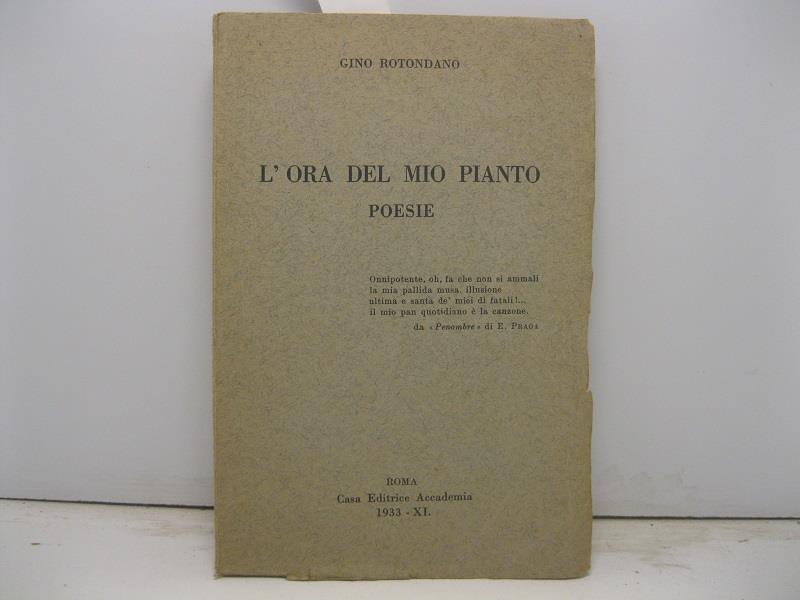 GINO ROTONDANO
L'ORA DEL MIO PIANTO
POESIE
Onnipotente, oh, fa che non si ammali
la mia pallida musa, illusione
ultima e santa de' miei dì fatali!...
il mio pan quotidiano è la canzone.
da «Penombre» di E. PRAGA
ROMA
Casa Editrice Accademia
1933 - XI.